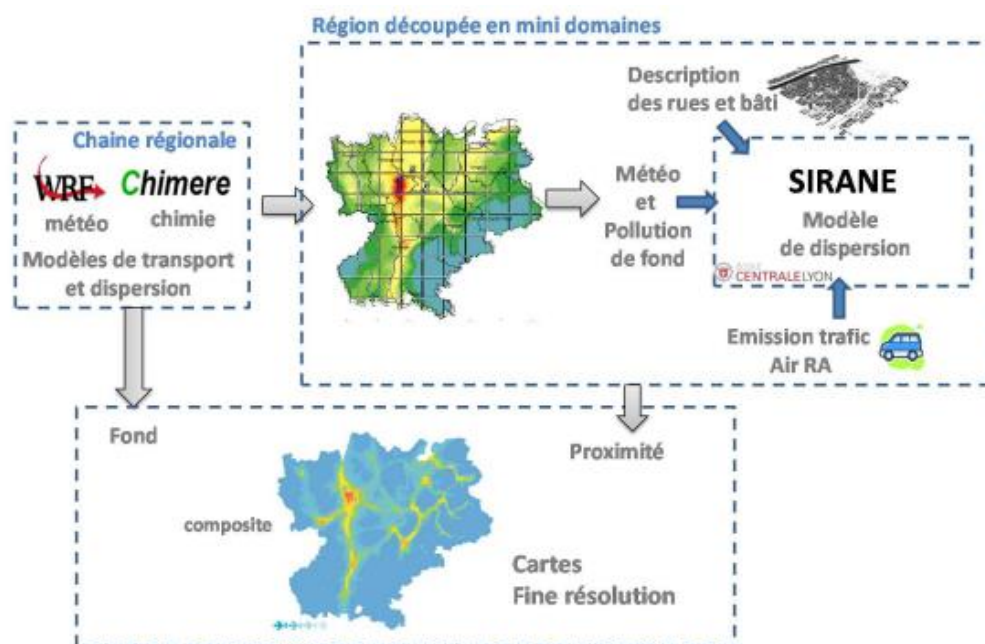 Région découpée en mini domaines
Description
des rues et bâti
Chaine régionale
WRF
Chimere
météo
chimie
Modèles de transport
et dispersion
Météo
et
Pollution
de fond
SIRANE
Modèle
de dispersion
CENTRALELYON
Emission trafic
Air RA
Fond
Proximité
composite
Cartes
Fine résolution